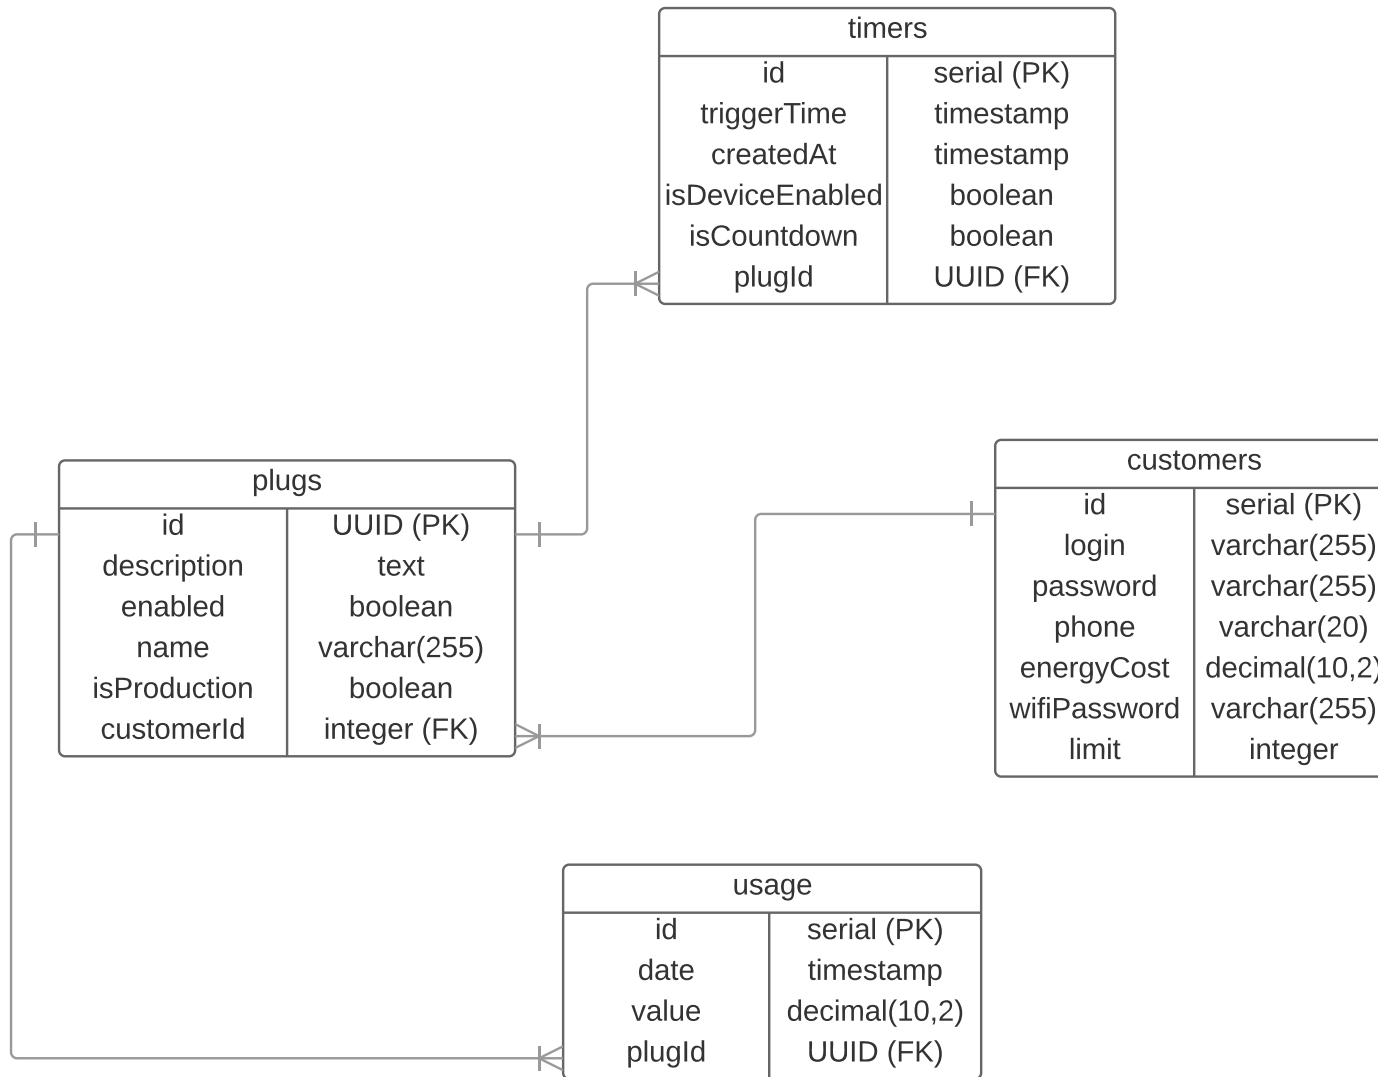 timers
id serial (PK)
triggerTime timestamp
createdAt timestamp
isDeviceEnabled boolean
isCountdown boolean
plugId UUID (FK)
plugs
id UUID (PK)
description text
enabled boolean
name varchar(255)
isProduction boolean
customerId integer (FK)
customers
id serial (PK)
login varchar(255)
password varchar(255)
phone varchar(20)
energyCost decimal(10,2)
wifiPassword varchar(255)
limit integer
usage
id serial (PK)
date timestamp
value decimal(10,2)
plugId UUID (FK)